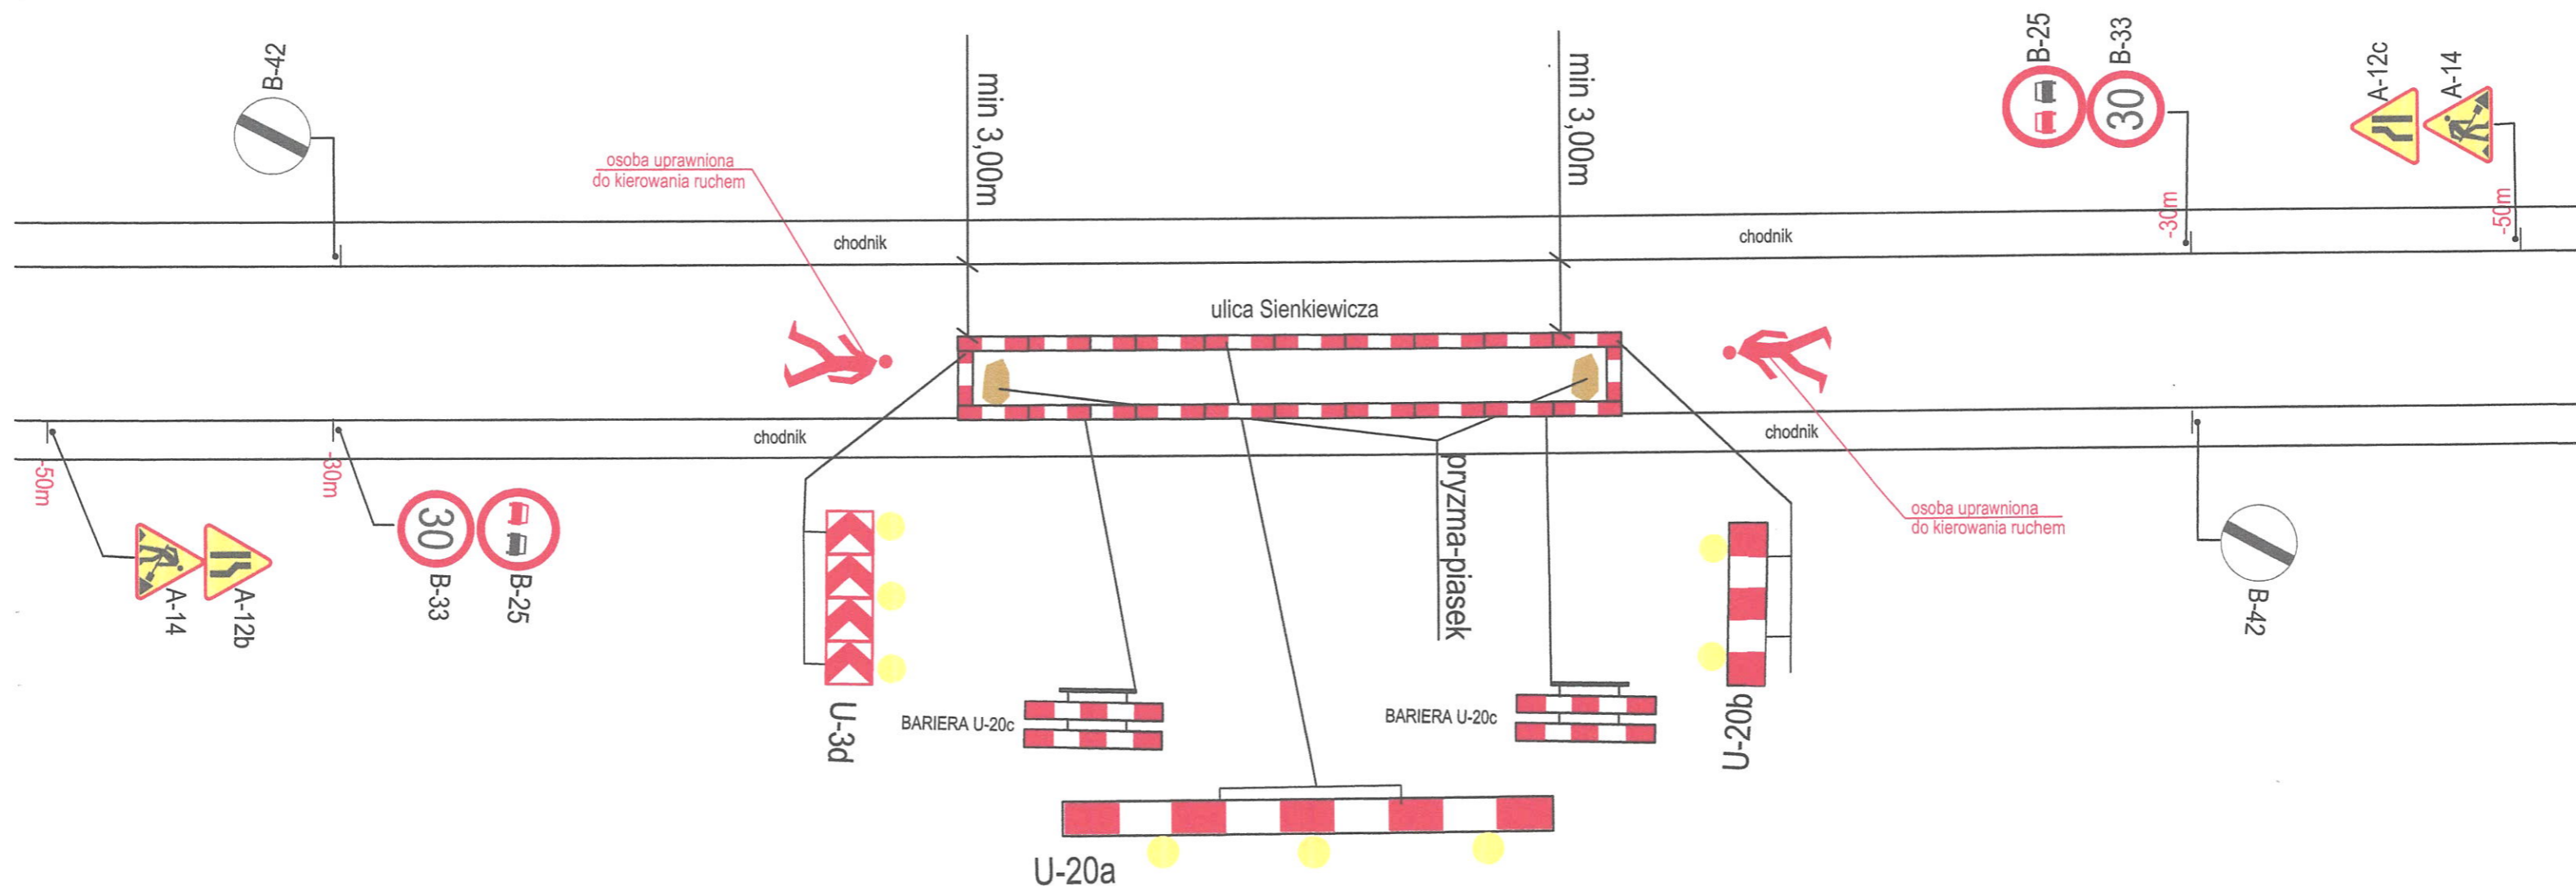 B-42
osoba uprawniona
do kierowania ruchem
min 3,00m
min 3,00m
B-25
B-33
30
A-12c
A-14
-30m
-50m
chodnik
chodnik
ulica Sienkiewicza
chodnik
chodnik
-50m
-30m
A-14
A-12b
30
B-33
B-25
U-3d
BARIERA U-20c
pryzma-piasek
BARIERA U-20c
U-20b
osoba uprawniona
do kierowania ruchem
B-42
U-20a